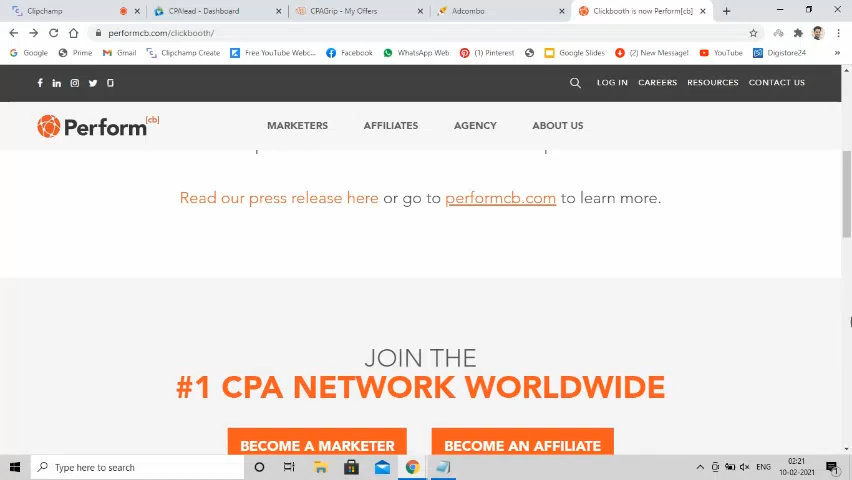 Clipchamp
CPAlead - Dashboard
CPAGrip - My Offers
Adcombo
Clickbooth is now Perform[cb]
performcb.com/clickbooth/
Google
Prime
Gmail
Clipchamp Create
Free YouTube Webc...
Facebook
WhatsApp Web
(1) Pinterest
Google Slides
(1) New Message!
YouTube
Digistore24
»
LOG IN
CAREERS
RESOURCES
CONTACT US
Perform[cb]
MARKETERS
AFFILIATES
AGENCY
ABOUT US
Read our press release here or go to performcb.com to learn more.
JOIN THE
#1 CPA NETWORK WORLDWIDE
BECOME A MARKETER
BECOME AN AFFILIATE
Type here to search
ENG
02:21
10-02-2021